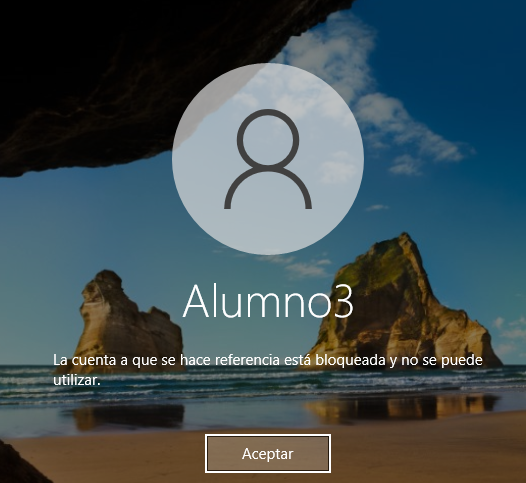 Alumno3
La cuenta a que se hace referencia está bloqueada y no se puede
utilizar.
Aceptar